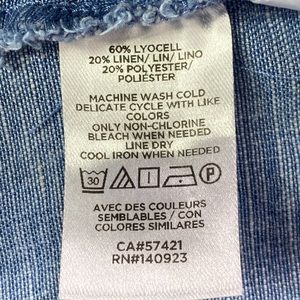 60% LYOCELL
20% LINEN/ LIN/ LINO
20% POLYESTER/
POLIÉSTER
MACHINE WASH COLD
DELICATE CYCLE WITH LIKE
COLORS
ONLY NON-CHLORINE
BLEACH WHEN NEEDED
LINE DRY
COOL IRON WHEN NEEDED
30 P
AVEC DES COULEURS
SEMBLABLES / CON
COLORES SIMILARES
CA#57421
RN#140923